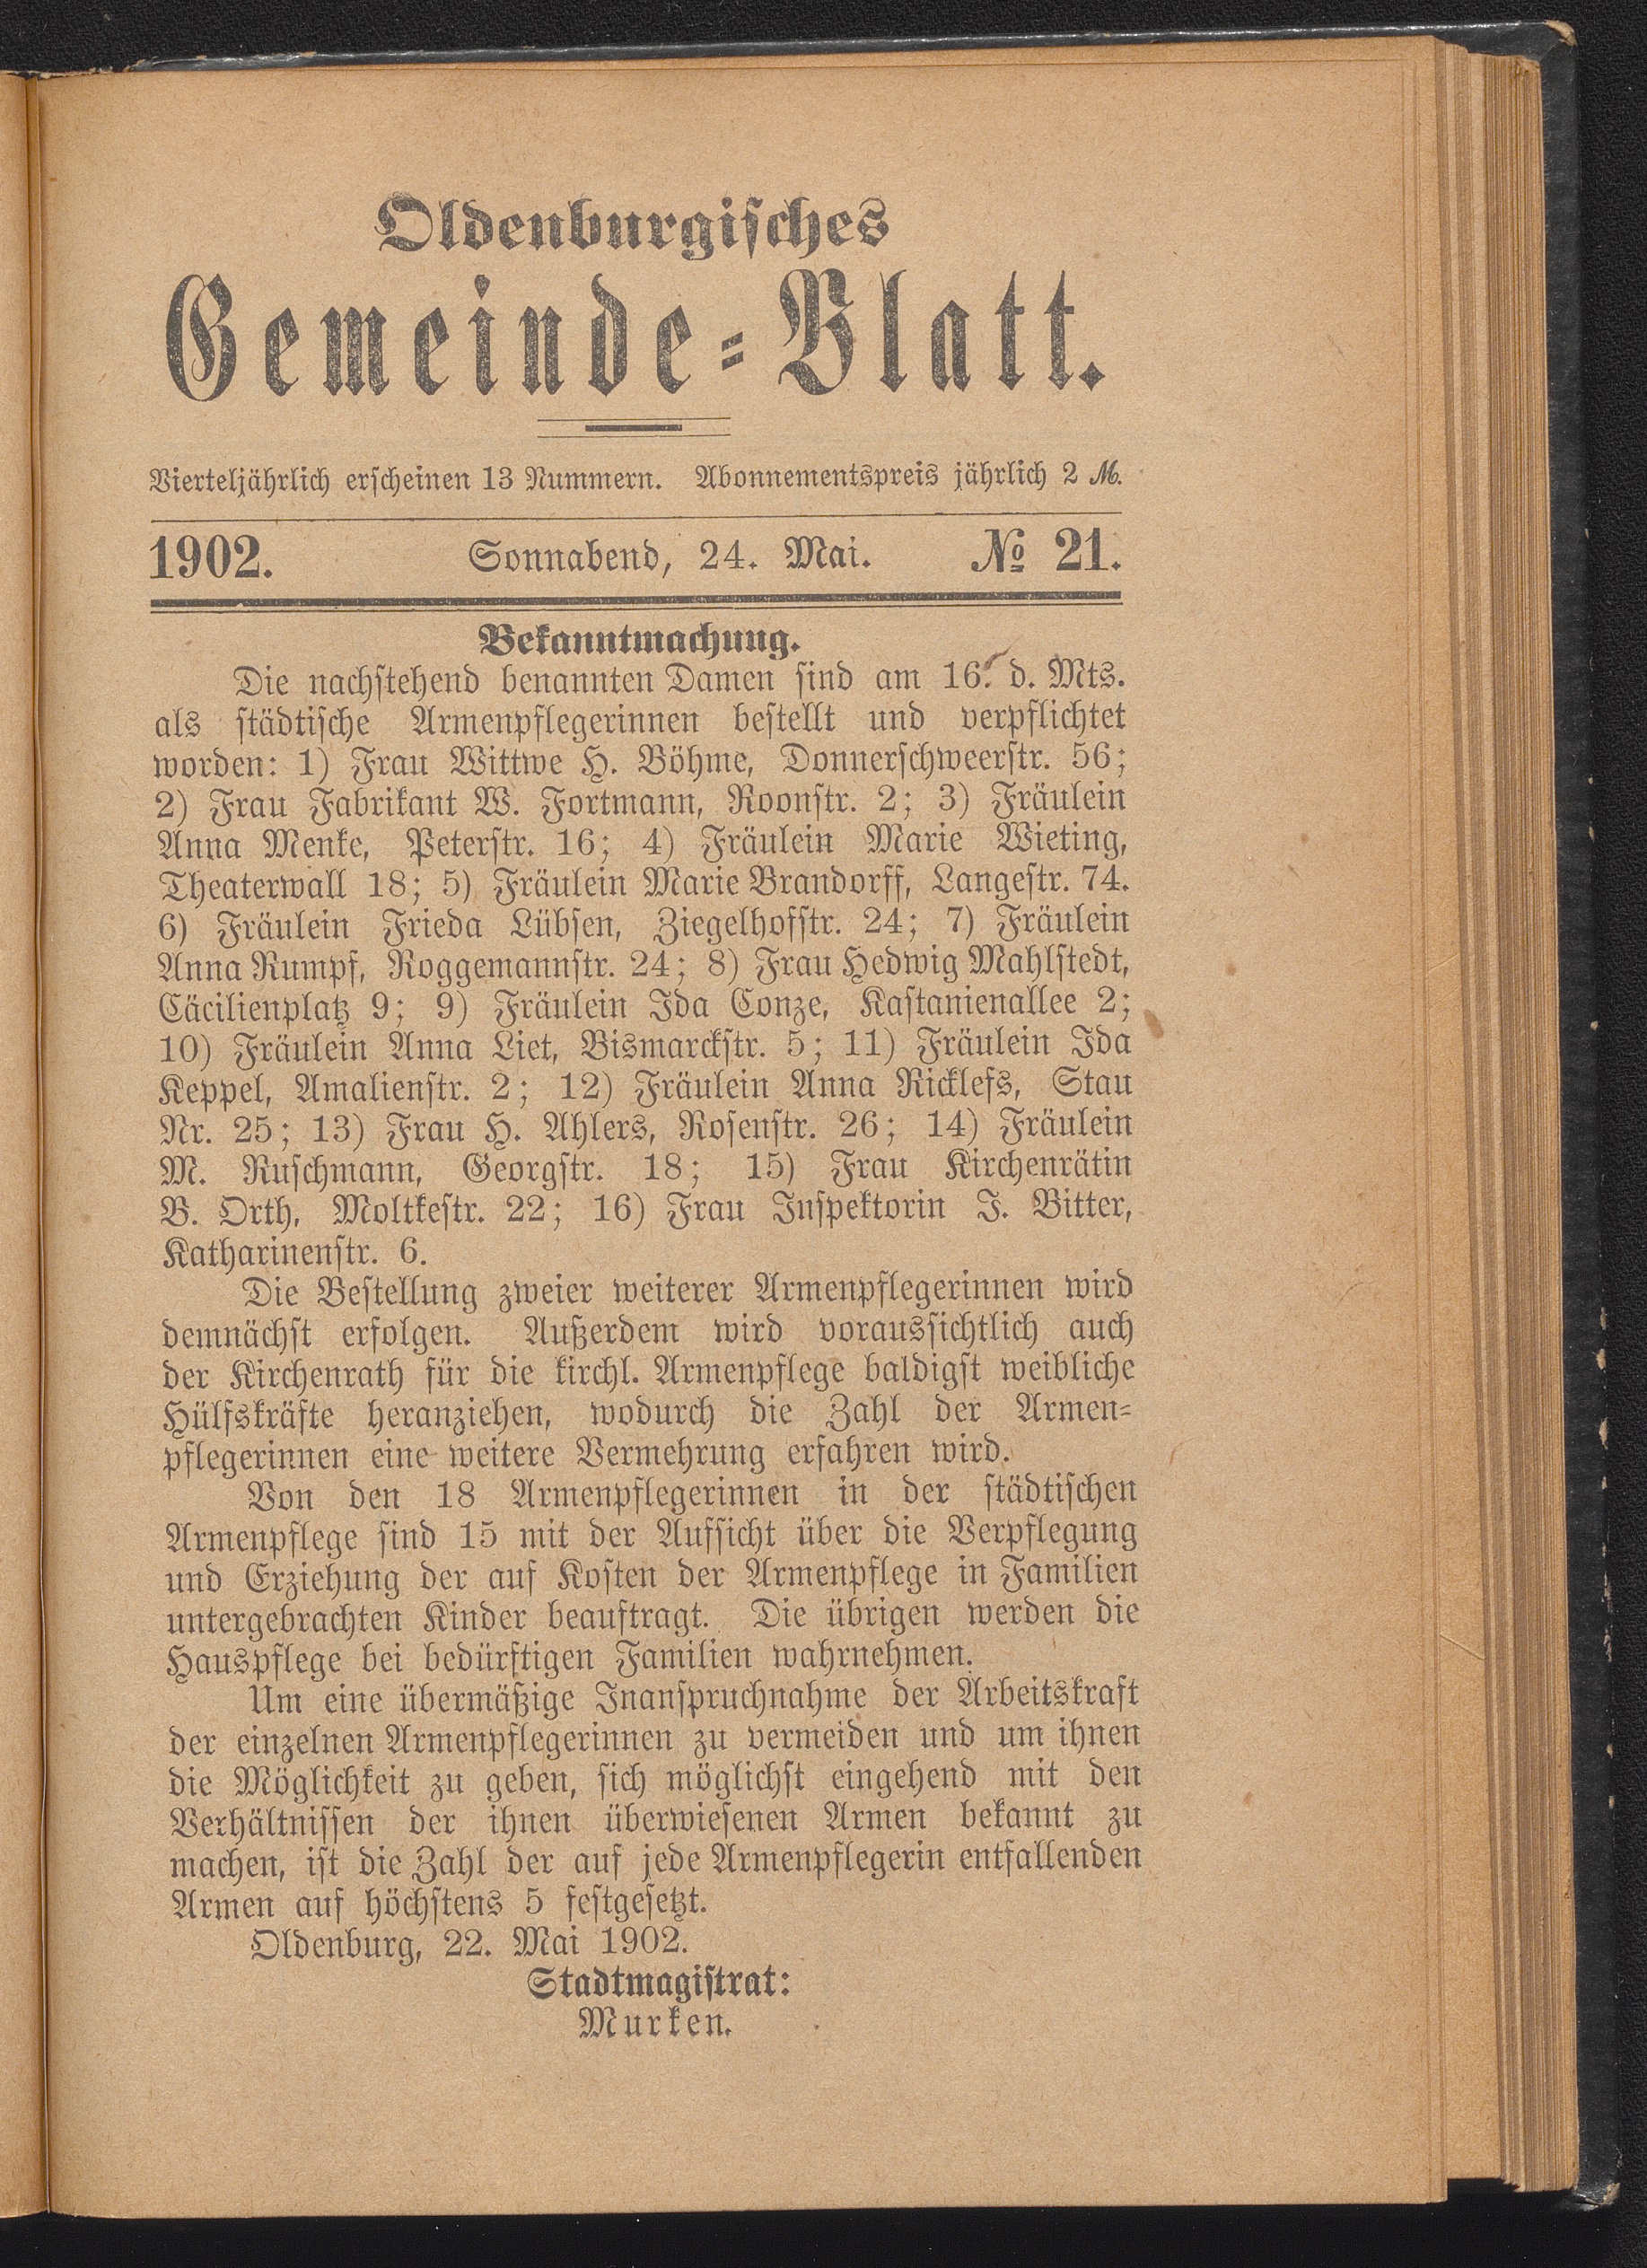 Oldenburgisches
Gemeinde-Blatt.
Vierteljährlich erscheinen 13 Nummern. Abonnementspreis jährlich 2 ℳ.
1902. Sonnabend, 24. Mai. № 21.
Bekanntmachung.
Die nachstehend benannten Damen sind am 16. d. Mts.
als städtische Armenpflegerinnen bestellt und verpflichtet
worden: 1) Frau Wittwe H. Böhme, Donnerschweerstr. 56;
2) Frau Fabrikant W. Fortmann, Roonstr. 2; 3) Fräulein
Anna Menke, Peterstr. 16; 4) Fräulein Marie Wieting,
Theaterwall 18; 5) Fräulein Marie Brandorff, Langestr. 74.
6) Fräulein Frieda Lübsen, Ziegelhofstr. 24; 7) Fräulein
Anna Rumpf, Roggemannstr. 24; 8) Frau Hedwig Mahlstedt,
Cäcilienplatz 9; 9) Fräulein Ida Conze, Kastanienallee 2;
10) Fräulein Anna Liet, Bismarckstr. 5; 11) Fräulein Ida
Keppel, Amalienstr. 2; 12) Fräulein Anna Ricklefs, Stau
Nr. 25; 13) Frau H. Ahlers, Rosenstr. 26; 14) Fräulein
M. Ruschmann, Georgstr. 18; 15) Frau Kirchenrätin
B. Orth, Moltkestr. 22; 16) Frau Inspektorin J. Bitter,
Katharinenstr. 6.
Die Bestellung zweier weiterer Armenpflegerinnen wird
demnächst erfolgen. Außerdem wird voraussichtlich auch
der Kirchenrath für die kirchl. Armenpflege baldigst weibliche
Hülfskräfte heranziehen, wodurch die Zahl der Armen-
pflegerinnen eine weitere Vermehrung erfahren wird.
Von den 18 Armenpflegerinnen in der städtischen
Armenpflege sind 15 mit der Aufsicht über die Verpflegung
und Erziehung der auf Kosten der Armenpflege in Familien
untergebrachten Kinder beauftragt. Die übrigen werden die
Hauspflege bei bedürftigen Familien wahrnehmen.
Um eine übermäßige Inanspruchnahme der Arbeitskraft
der einzelnen Armenpflegerinnen zu vermeiden und um ihnen
die Möglichkeit zu geben, sich möglichst eingehend mit den
Verhältnissen der ihnen überwiesenen Armen bekannt zu
machen, ist die Zahl der auf jede Armenpflegerin entfallenden
Armen auf höchstens 5 festgesetzt.
Oldenburg, 22. Mai 1902.
Stadtmagistrat:
Murken.